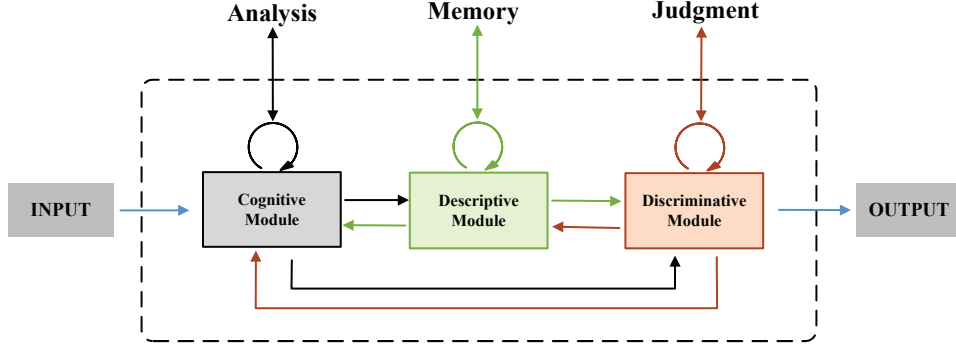 Analysis
Memory
Judgment
INPUT
Cognitive
Module
Descriptive
Module
Discriminative
Module
OUTPUT